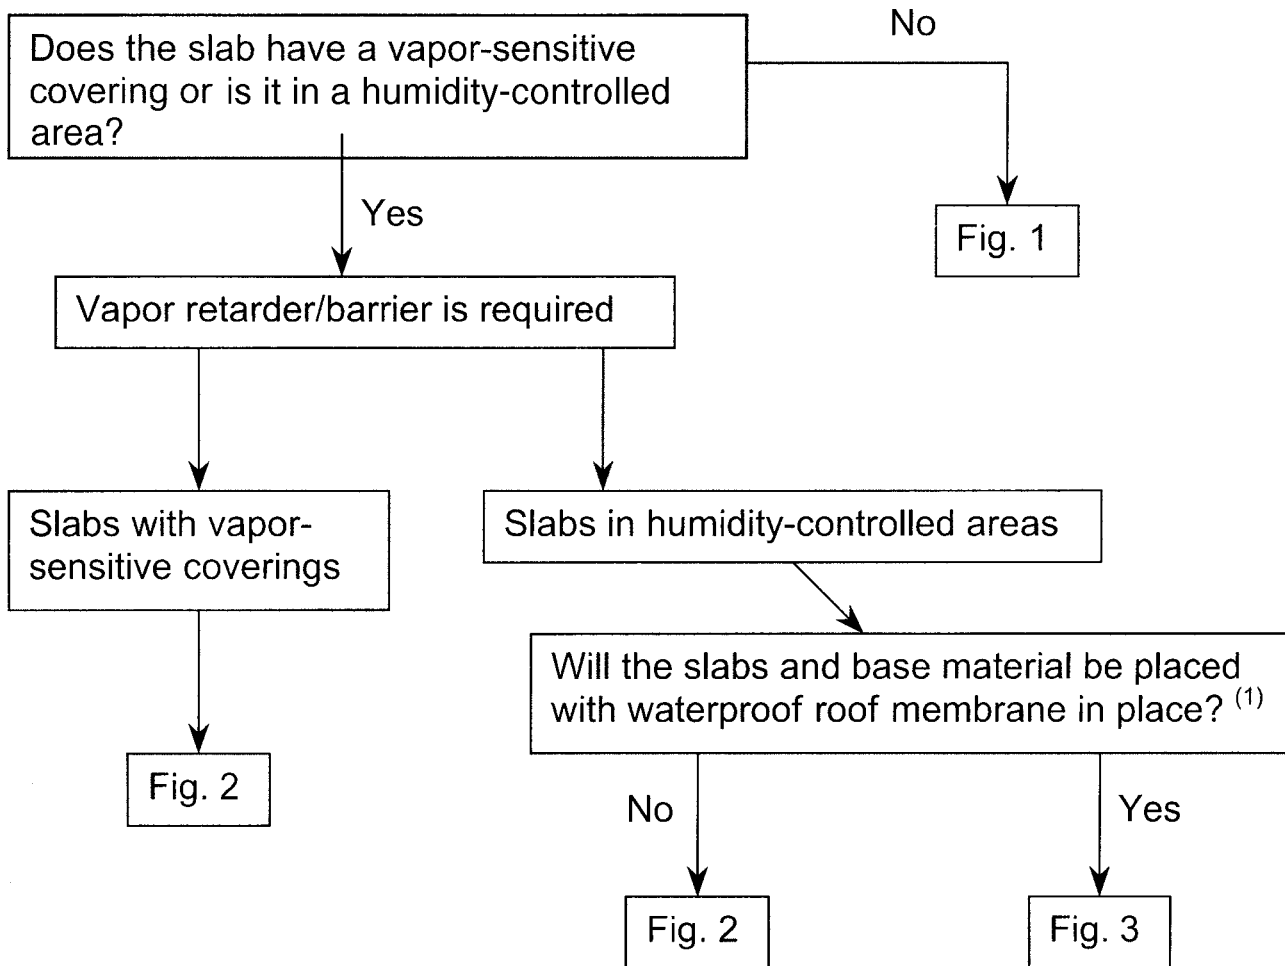 Does the slab have a vapor-sensitive
covering or is it in a humidity-controlled
area?
No
Yes
Fig. 1
Vapor retarder/barrier is required
Slabs with vapor-
sensitive coverings
Slabs in humidity-controlled areas
Will the slabs and base material be placed
with waterproof roof membrane in place? (1)
Fig. 2
No
Yes
Fig. 2
Fig. 3